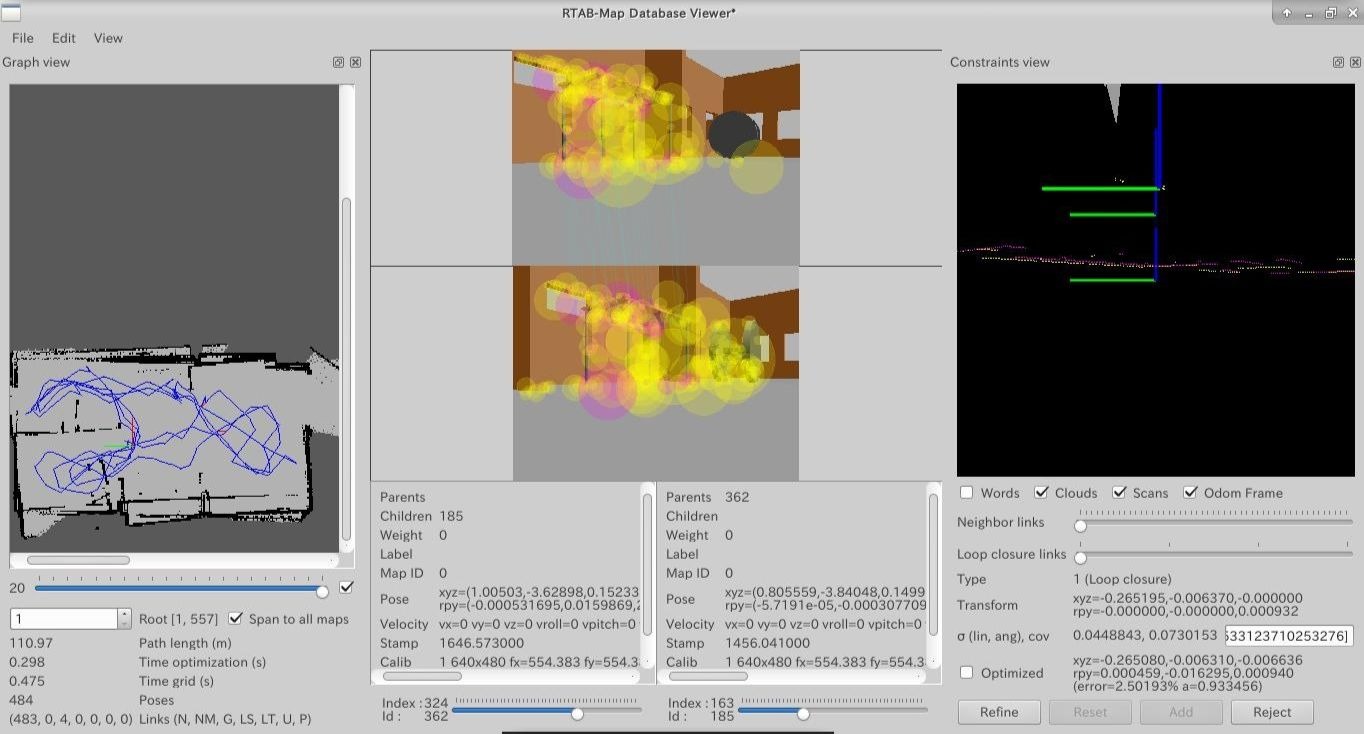 RTAB-Map Database Viewer*
File Edit View
Graph view
20
1 Root [1, 557] Span to all maps
110.97 Path length (m)
0.298 Time optimization (s)
0.475 Time grid (s)
484 Poses
(483, 0, 4, 0, 0, 0, 0) Links (N, NM, G, LS, LT, U, P)
Parents
Children 185
Weight 0
Label
Map ID 0
Pose xyz=(1.00503,-3.62898,0.15233
rpy=(-0.000531695,0.0159869,2
Velocity vx=0 vy=0 vz=0 vroll=0 vpitch=0
Stamp 1646.573000
Calib 1 640x480 fx=554.383 fy=554.3
Index : 324
Id : 362
Parents 362
Children
Weight 0
Label
Map ID 0
Pose xyz=(0.805559,-3.84048,0.1499
rpy=(-5.7191e-05,-0.000307709
Velocity vx=0 vy=0 vz=0 vroll=0 vpitch=0
Stamp 1456.041000
Calib 1 640x480 fx=554.383 fy=554.3
Index : 163
Id : 185
Constraints view
Words Clouds Scans Odom Frame
Neighbor links
Loop closure links
Type 1 (Loop closure)
Transform xyz=-0.265195,-0.006370,-0.000000
rpy=-0.000000,-0.000000,0.000932
σ (lin, ang), cov 0.0448843, 0.0730153 533123710253276]
Optimized xyz=-0.265080,-0.006310,-0.006636
rpy=0.000459,-0.016295,0.000940
(error=2.50193% a=0.933456)
Refine Reset Add Reject